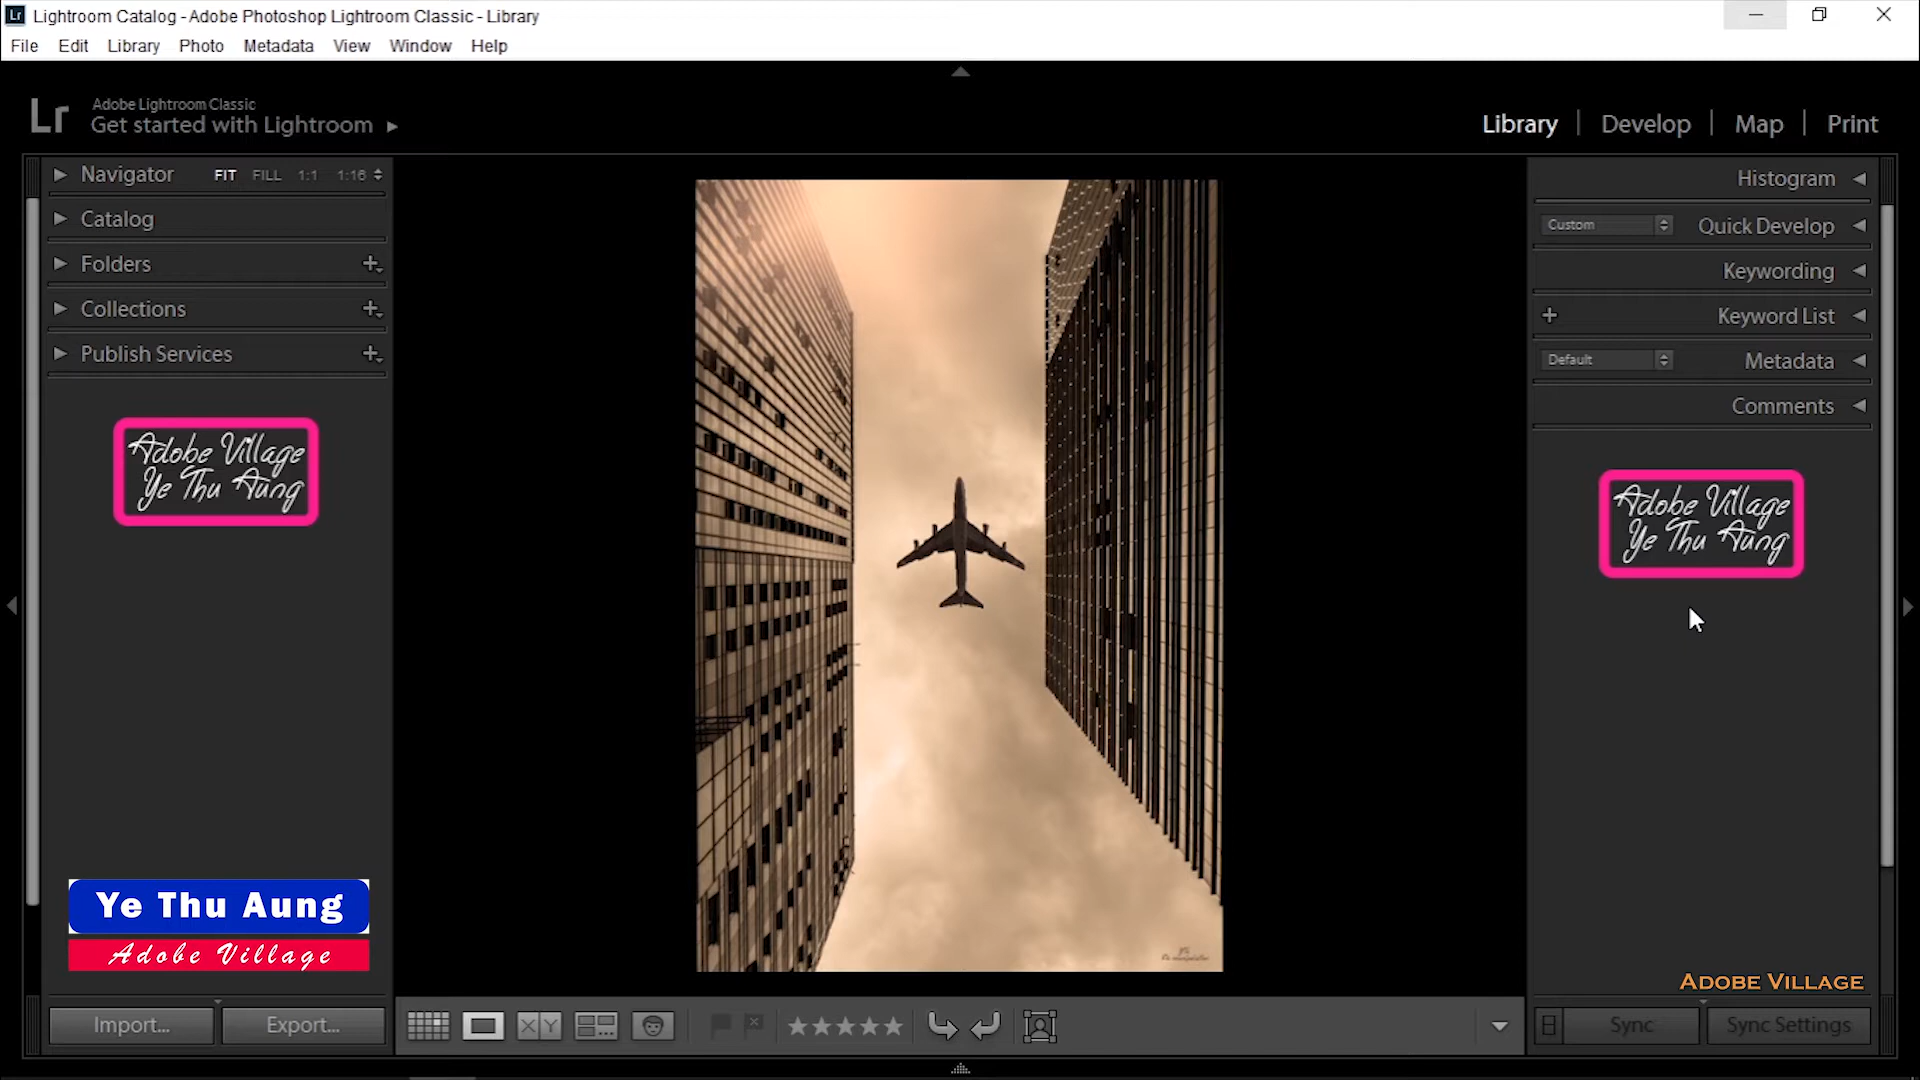 Lr Lightroom Catalog - Adobe Photoshop Lightroom Classic - Library
File Edit Library Photo Metadata View Window Help
Lr Adobe Lightroom Classic
Get started with Lightroom
Library | Develop | Map | Print
Navigator FIT FILL 1:1 1:16
Catalog
Folders
Collections
Publish Services
Adobe Village
Ye Thu Aung
Ye Thu Aung
Adobe Village
Import... Export...
XY
Histogram
Custom Quick Develop
Keywording
Keyword List
Default Metadata
Comments
Adobe Village
Ye Thu Aung
ADOBE VILLAGE
Sync Sync Settings